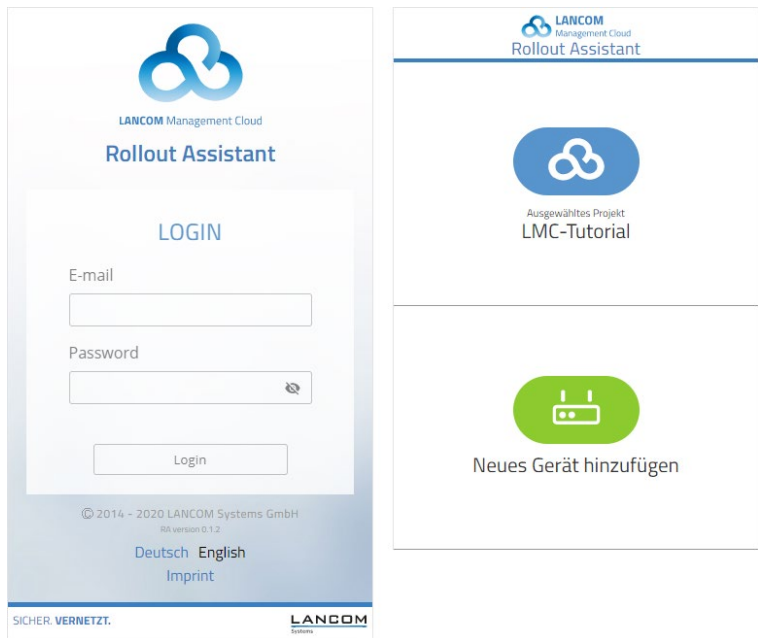 LANCOM Management Cloud
Rollout Assistant
LOGIN
E-mail
Password
Login
© 2014 - 2020 LANCOM Systems GmbH
RA version 0.1.2
Deutsch English
Imprint
SICHER. VERNETZT.
LANCOM
Systems
LANCOM
Management Cloud
Rollout Assistant
Ausgewähltes Projekt
LMC-Tutorial
Neues Gerät hinzufügen